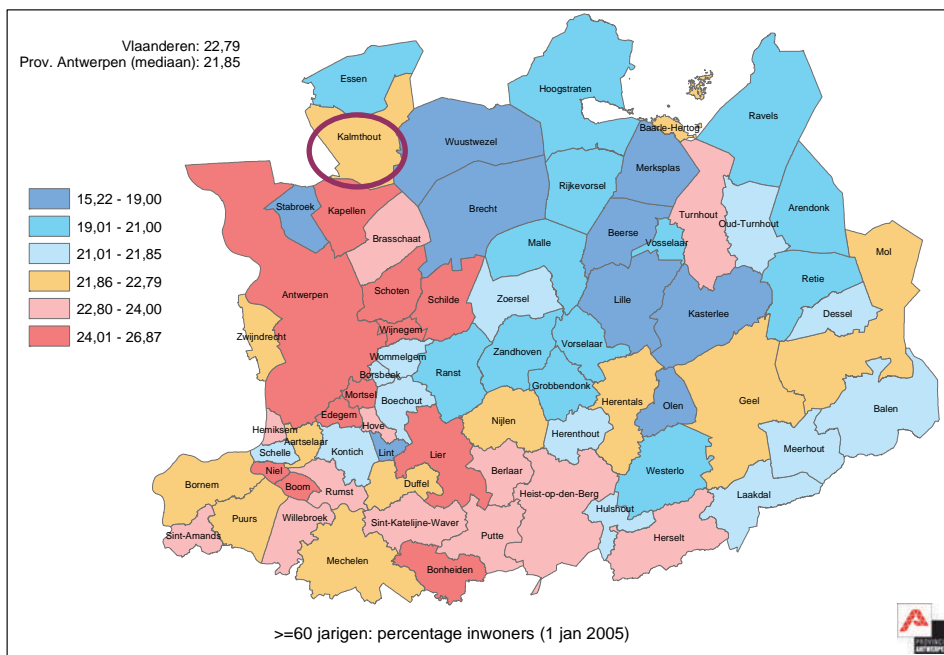 Vlaanderen: 22,79
Prov. Antwerpen (mediaan): 21,85
Essen
Hoogstraten
Ravels
Baarle-Hertog
Kalmthout
Wuustwezel
Merksplas
Rijkevorsel
15,22 - 19,00
19,01 - 21,00
21,01 - 21,85
21,86 - 22,79
22,80 - 24,00
24,01 - 26,87
Stabroek
Kapellen
Brecht
Turnhout
Arendonk
Oud-Turnhout
Brasschaat
Beerse
Vosselaar
Malle
Mol
Retie
Antwerpen
Schoten
Schilde
Zoersel
Lille
Kasterlee
Dessel
Zwijndrecht
Wijnegem
Wommelgem
Vorselaar
Zandhoven
Borsbeek
Ranst
Grobbendonk
Mortsel
Boechout
Herentals
Olen
Geel
Balen
Edegem
Nijlen
Hemiksem
Hove
Aartselaar
Herenthout
Schelle
Kontich
Lint
Lier
Meerhout
Niel
Berlaar
Westerlo
Bornem
Boom
Rumst
Duffel
Heist-op-den-Berg
Laakdal
Hulshout
Puurs
Willebroek
Sint-Katelijne-Waver
Sint-Amands
Putte
Herselt
Mechelen
Bonheiden
>=60 jarigen: percentage inwoners (1 jan 2005)
PROVINCIE
ANTWERPEN